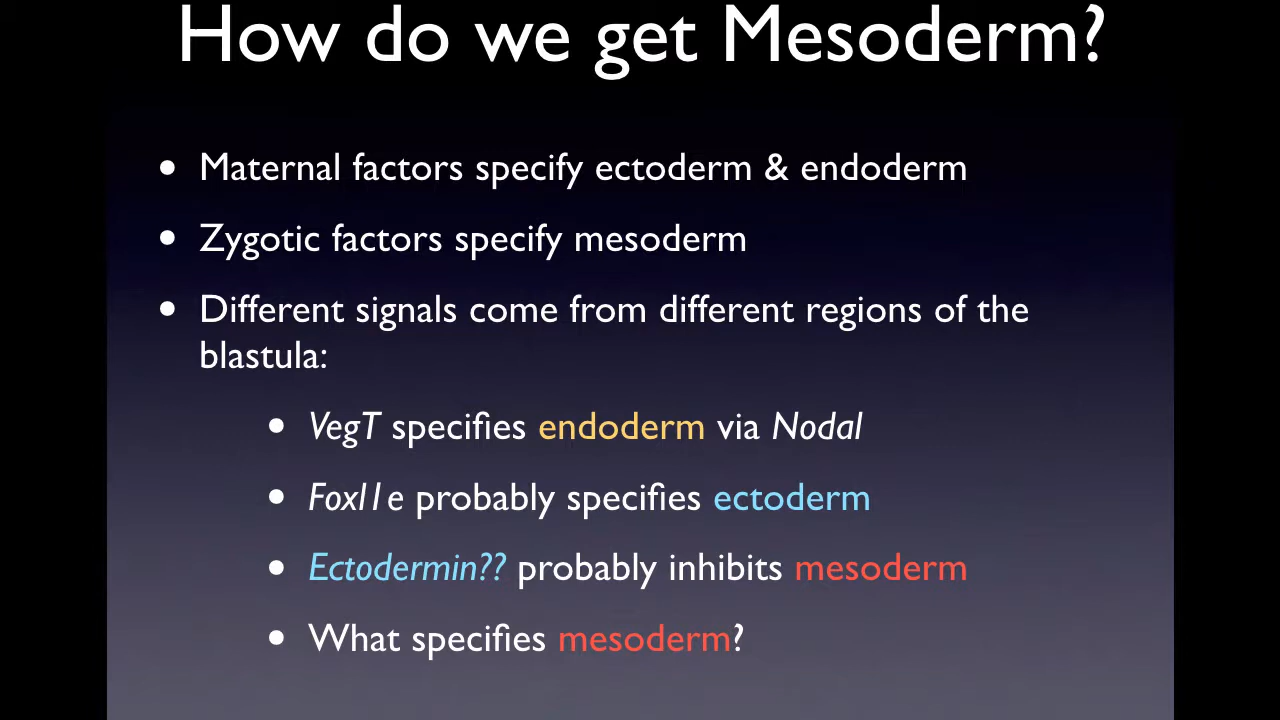 How do we get Mesoderm?
• Maternal factors specify ectoderm & endoderm
• Zygotic factors specify mesoderm
• Different signals come from different regions of the
blastula:
• VegT specifies endoderm via Nodal
• Foxl1e probably specifies ectoderm
• Ectodermin?? probably inhibits mesoderm
• What specifies mesoderm?